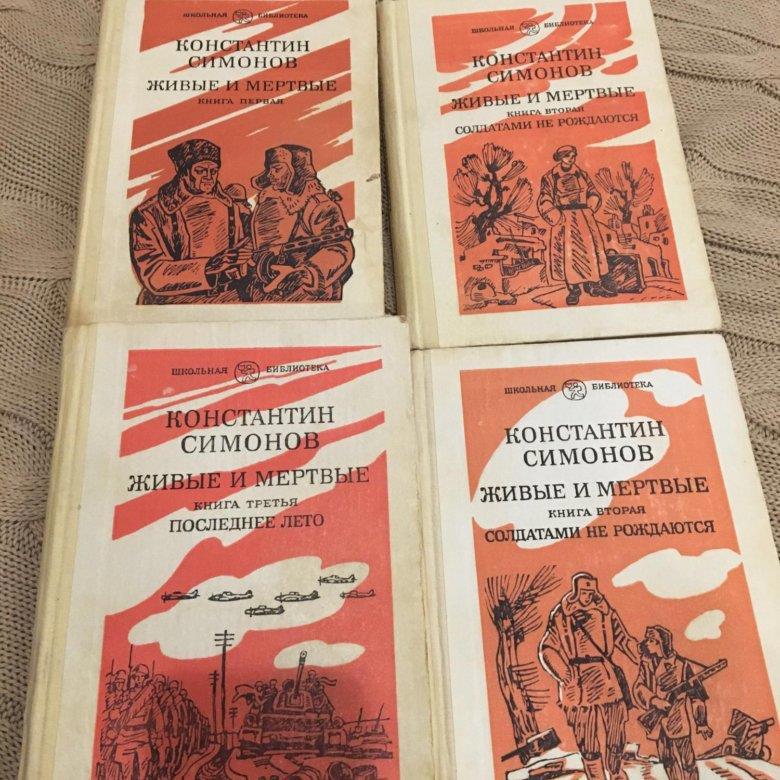 ШКОЛЬНАЯ БИБЛИОТЕКА
КОНСТАНТИН
СИМОНОВ
ЖИВЫЕ И МЕРТВЫЕ
КНИГА ПЕРВАЯ
ШКОЛЬНАЯ БИБЛИОТЕКА
КОНСТАНТИН
СИМОНОВ
ЖИВЫЕ И МЕРТВЫЕ
КНИГА ВТОРАЯ
СОЛДАТАМИ НЕ РОЖДАЮТСЯ
ШКОЛЬНАЯ БИБЛИОТЕКА
КОНСТАНТИН
СИМОНОВ
ЖИВЫЕ И МЕРТВЫЕ
КНИГА ТРЕТЬЯ
ПОСЛЕДНЕЕ ЛЕТО
ШКОЛЬНАЯ БИБЛИОТЕКА
КОНСТАНТИН
СИМОНОВ
ЖИВЫЕ И МЕРТВЫЕ
КНИГА ВТОРАЯ
СОЛДАТАМИ НЕ РОЖДАЮТСЯ